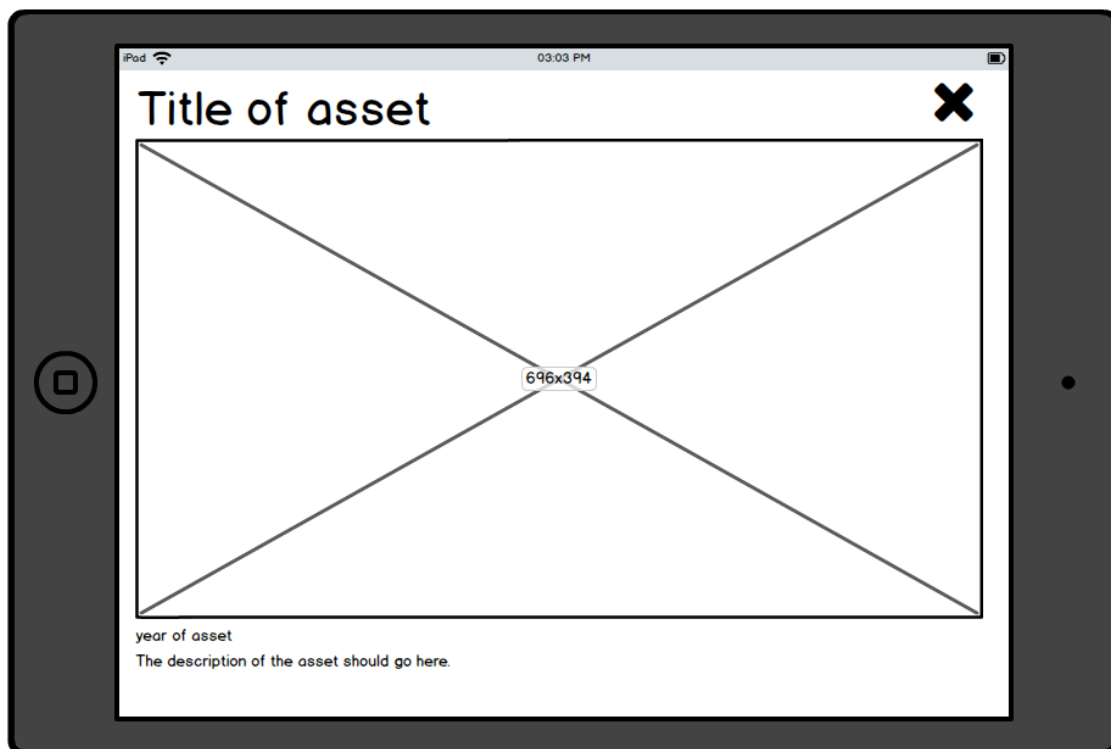 iPad
03:03 PM
Title of asset
696x394
year of asset
The description of the asset should go here.